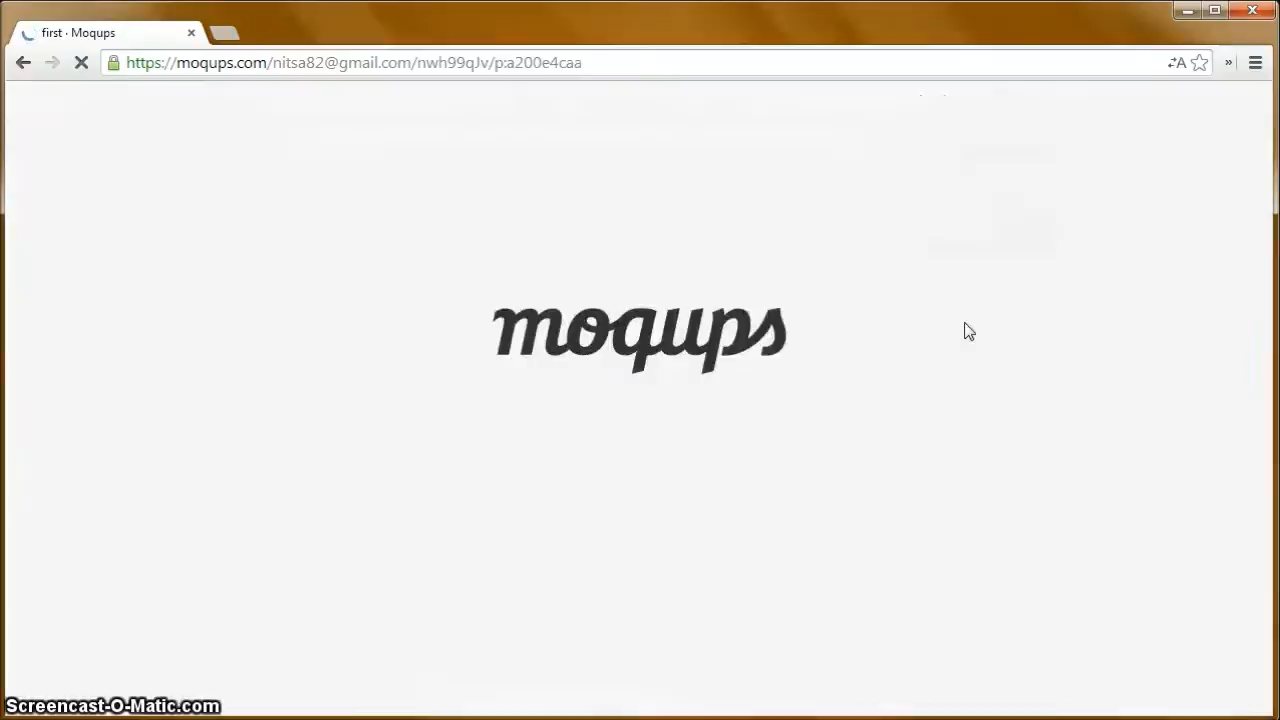 first · Moqups
https://moqups.com/nitsa82@gmail.com/nwh99qJv/p:a200e4caa
moqups
Screencast-O-Matic.com